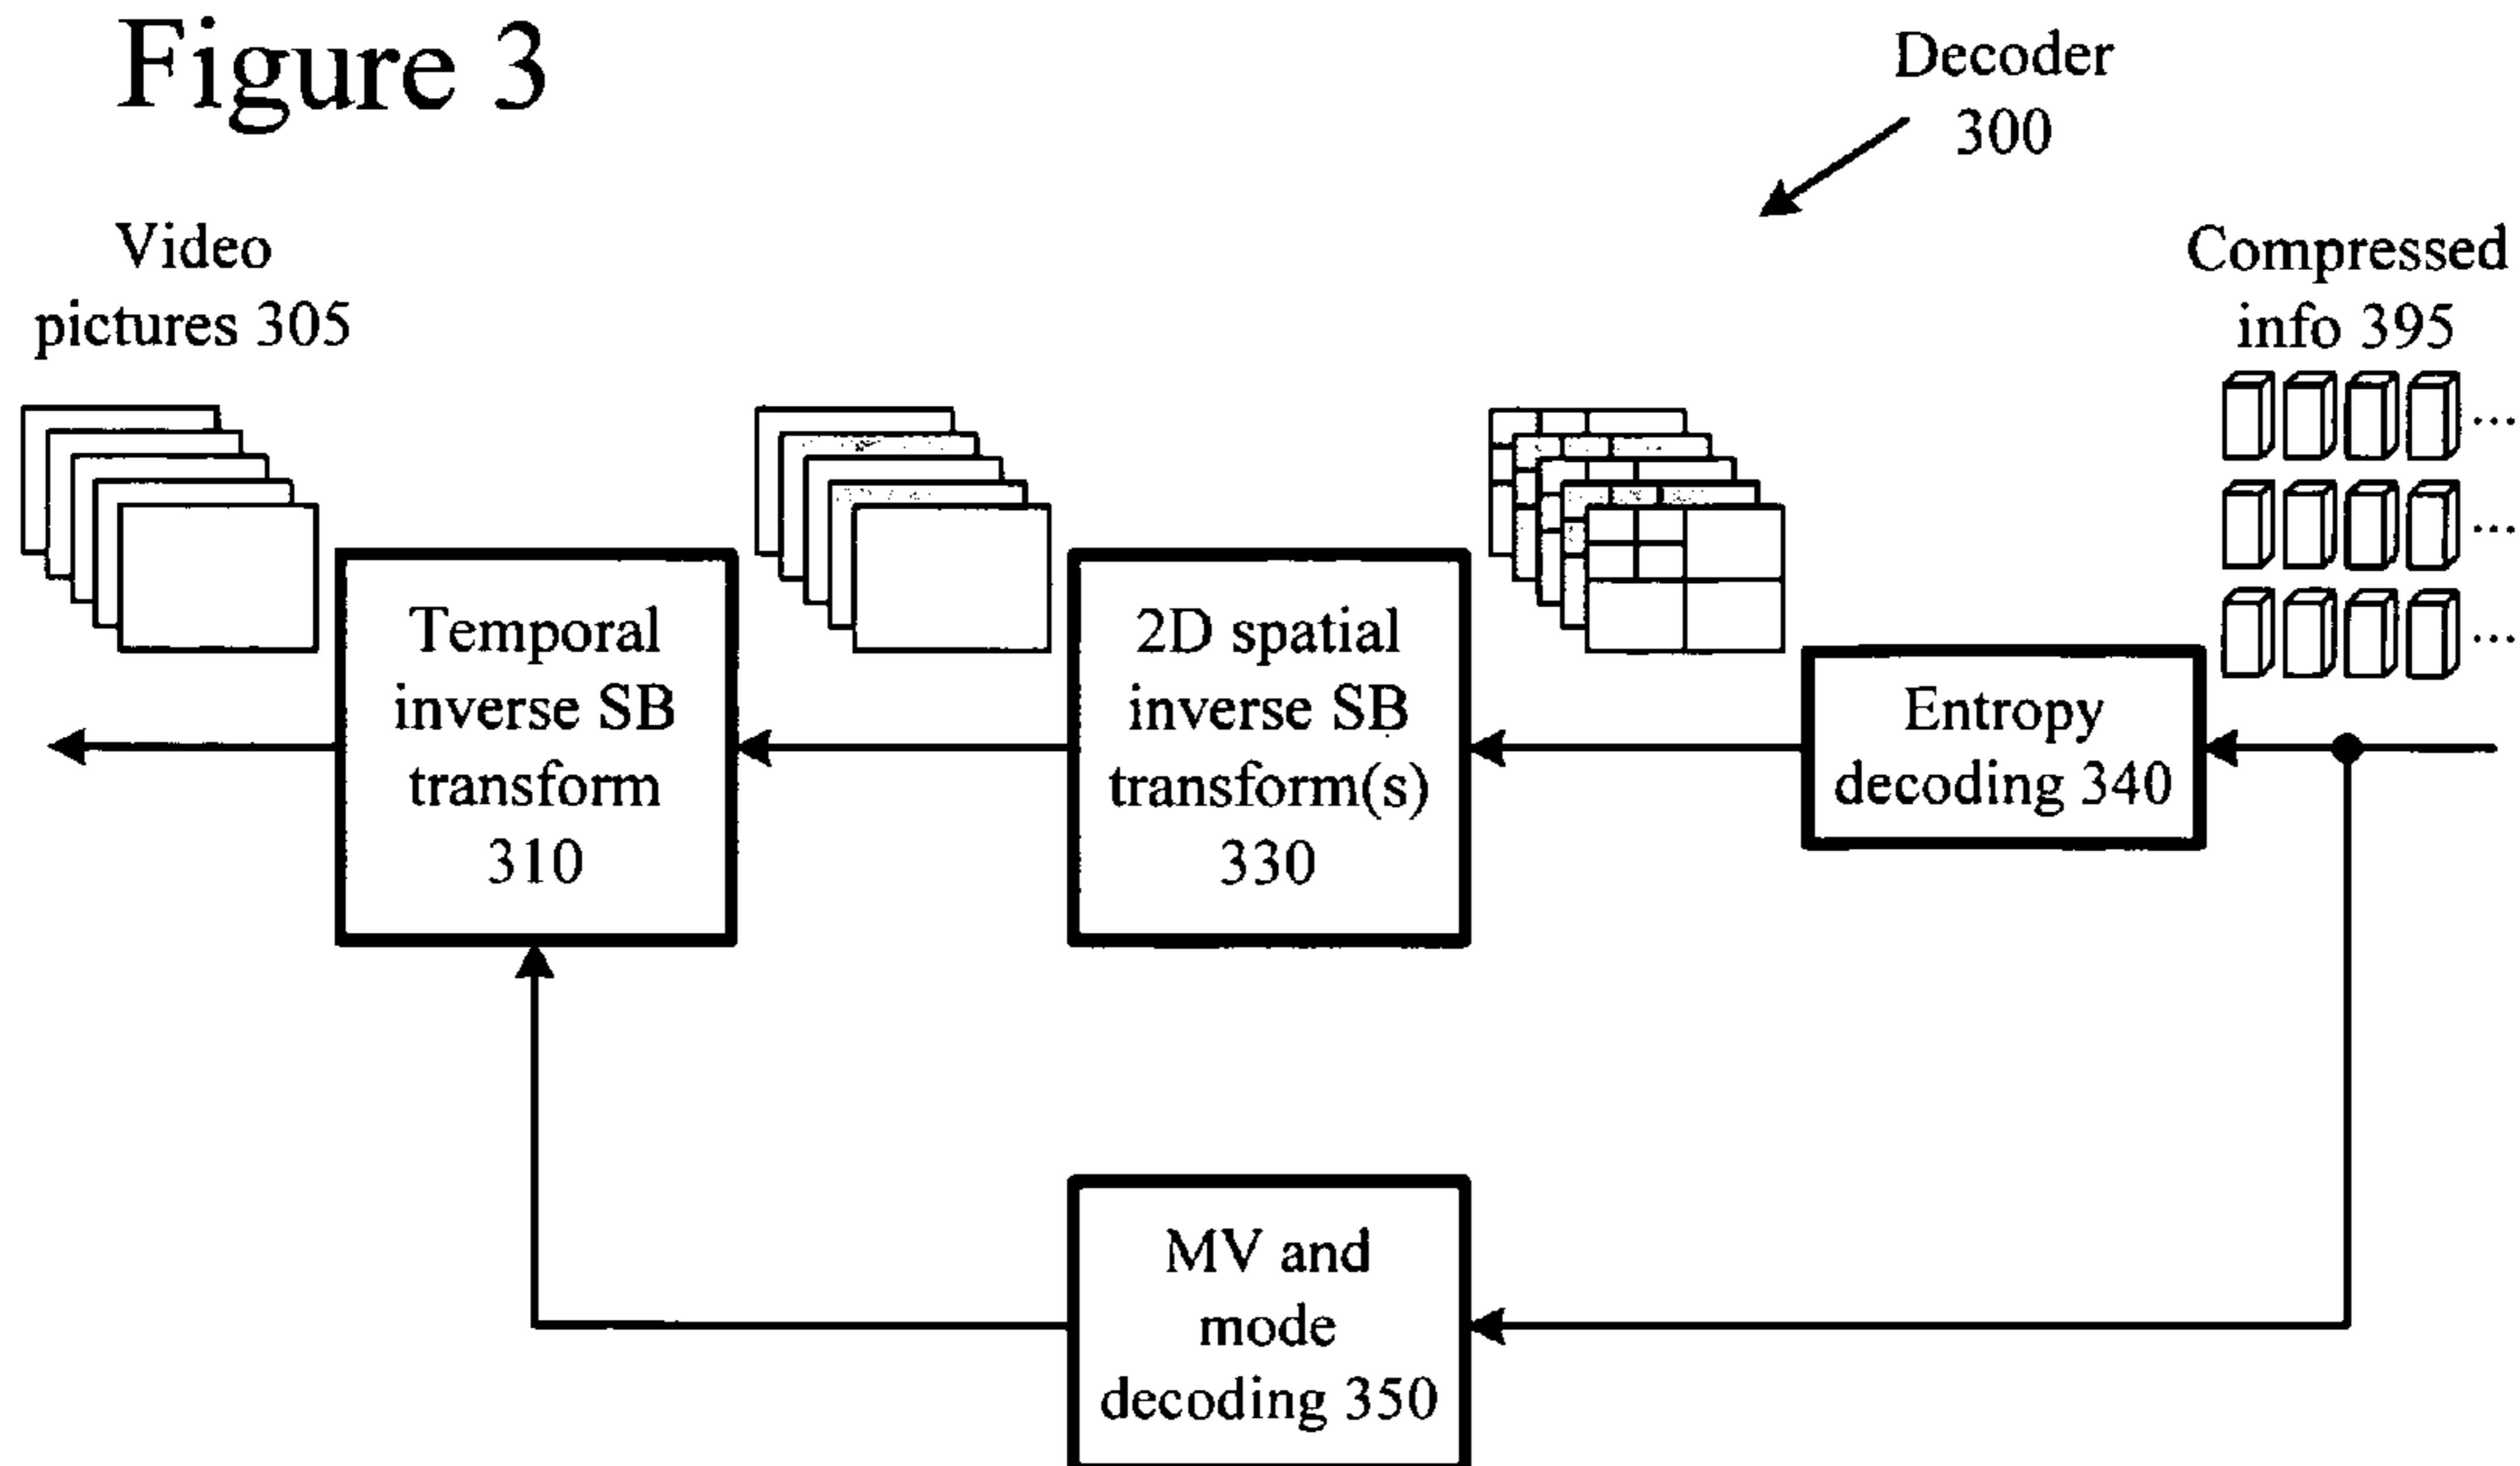 Figure 3
Decoder
300
Video
pictures 305
Compressed
info 395
...
...
...
Temporal
inverse SB
transform
310
2D spatial
inverse SB
transform(s)
330
Entropy
decoding 340
MV and
mode
decoding 350